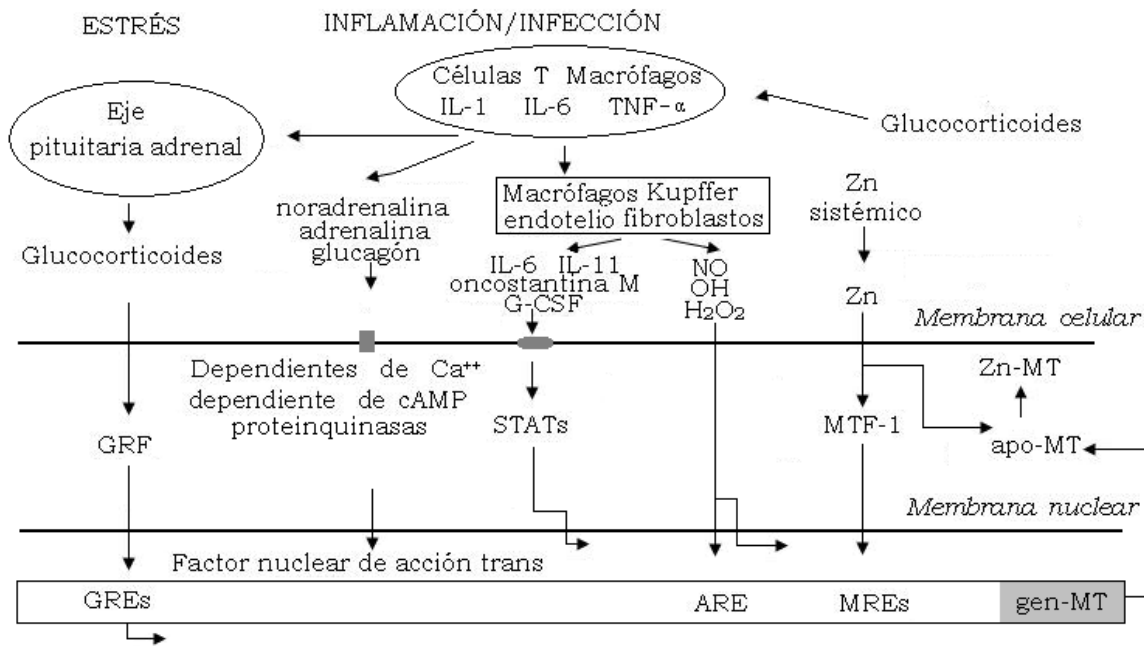 ESTRÉS
INFLAMACIÓN/INFECCIÓN
Células T Macrófagos
IL-1 IL-6 TNF-α
Eje
pituitaria adrenal
Glucocorticoides
Macrófagos Kupffer
endotelio fibroblastos
Zn
sistémico
noradrenalina
adrenalina
glucagón
Glucocorticoides
IL-6 IL-11
oncostantina M
G-CSF
NO
OH
H₂O₂
Zn
Membrana celular
Dependientes de Ca⁺⁺
dependiente de cAMP
proteinquinasas
Zn-MT
GRF
STATs
MTF-1
apo-MT
Membrana nuclear
Factor nuclear de acción trans
GREs
ARE
MREs
gen-MT